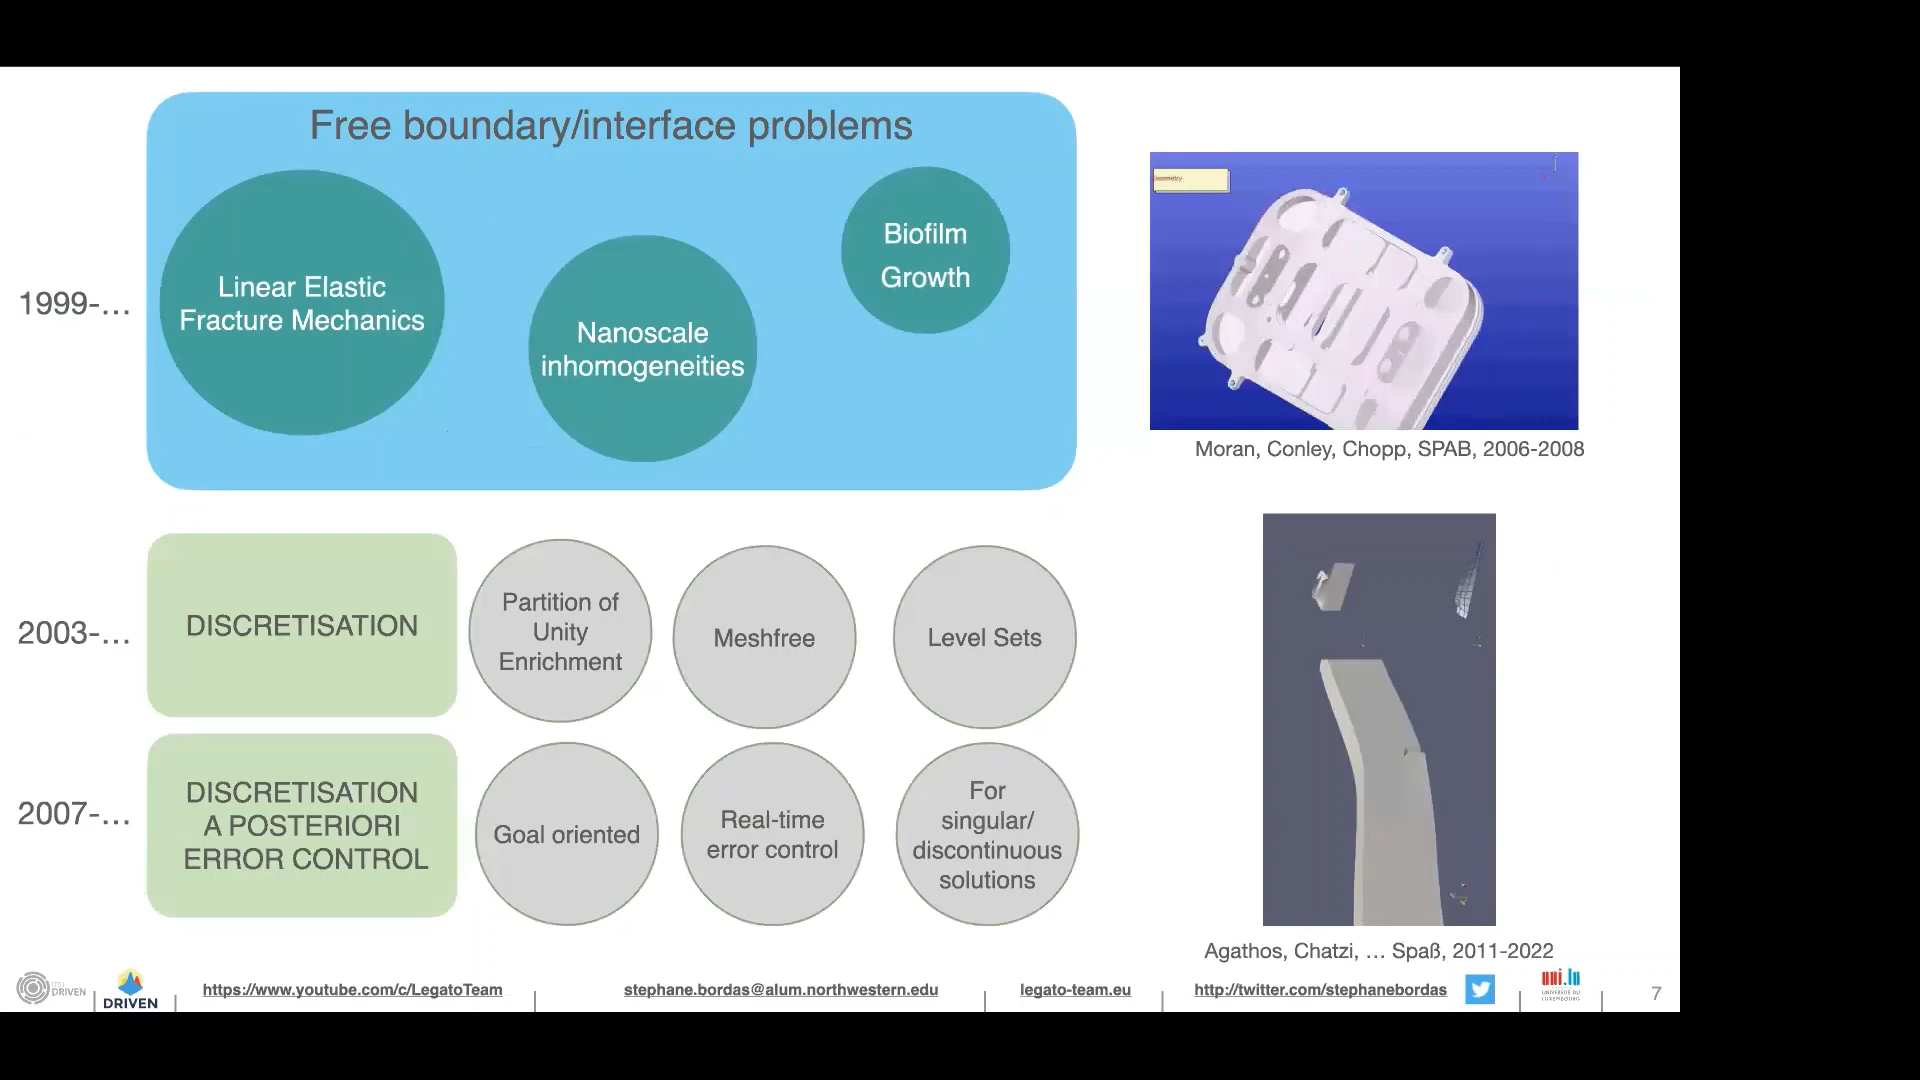 Free boundary/interface problems
1999-...
Linear Elastic
Fracture Mechanics
Nanoscale
inhomogeneities
Biofilm
Growth
Moran, Conley, Chopp, SPAB, 2006-2008
2003-...
DISCRETISATION
Partition of
Unity
Enrichment
Meshfree
Level Sets
2007-...
DISCRETISATION
A POSTERIORI
ERROR CONTROL
Goal oriented
Real-time
error control
For
singular/
discontinuous
solutions
Agathos, Chatzi, ... Spaß, 2011-2022
DRIVEN
DRIVEN
https://www.youtube.com/c/LegatoTeam
stephane.bordas@alum.northwestern.edu
legato-team.eu
http://twitter.com/stephanebordas
uni.lu
UNIVERSITÉ DU
LUXEMBOURG
7